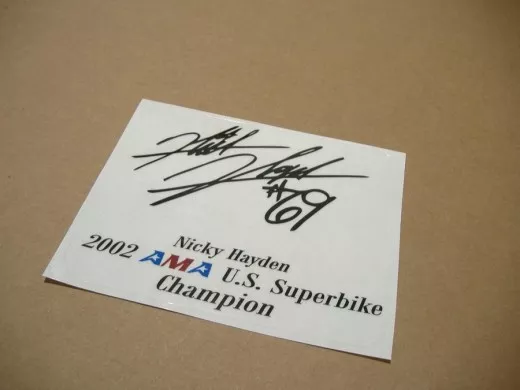 #69
Nicky Hayden
2002 AMA U.S. Superbike
Champion